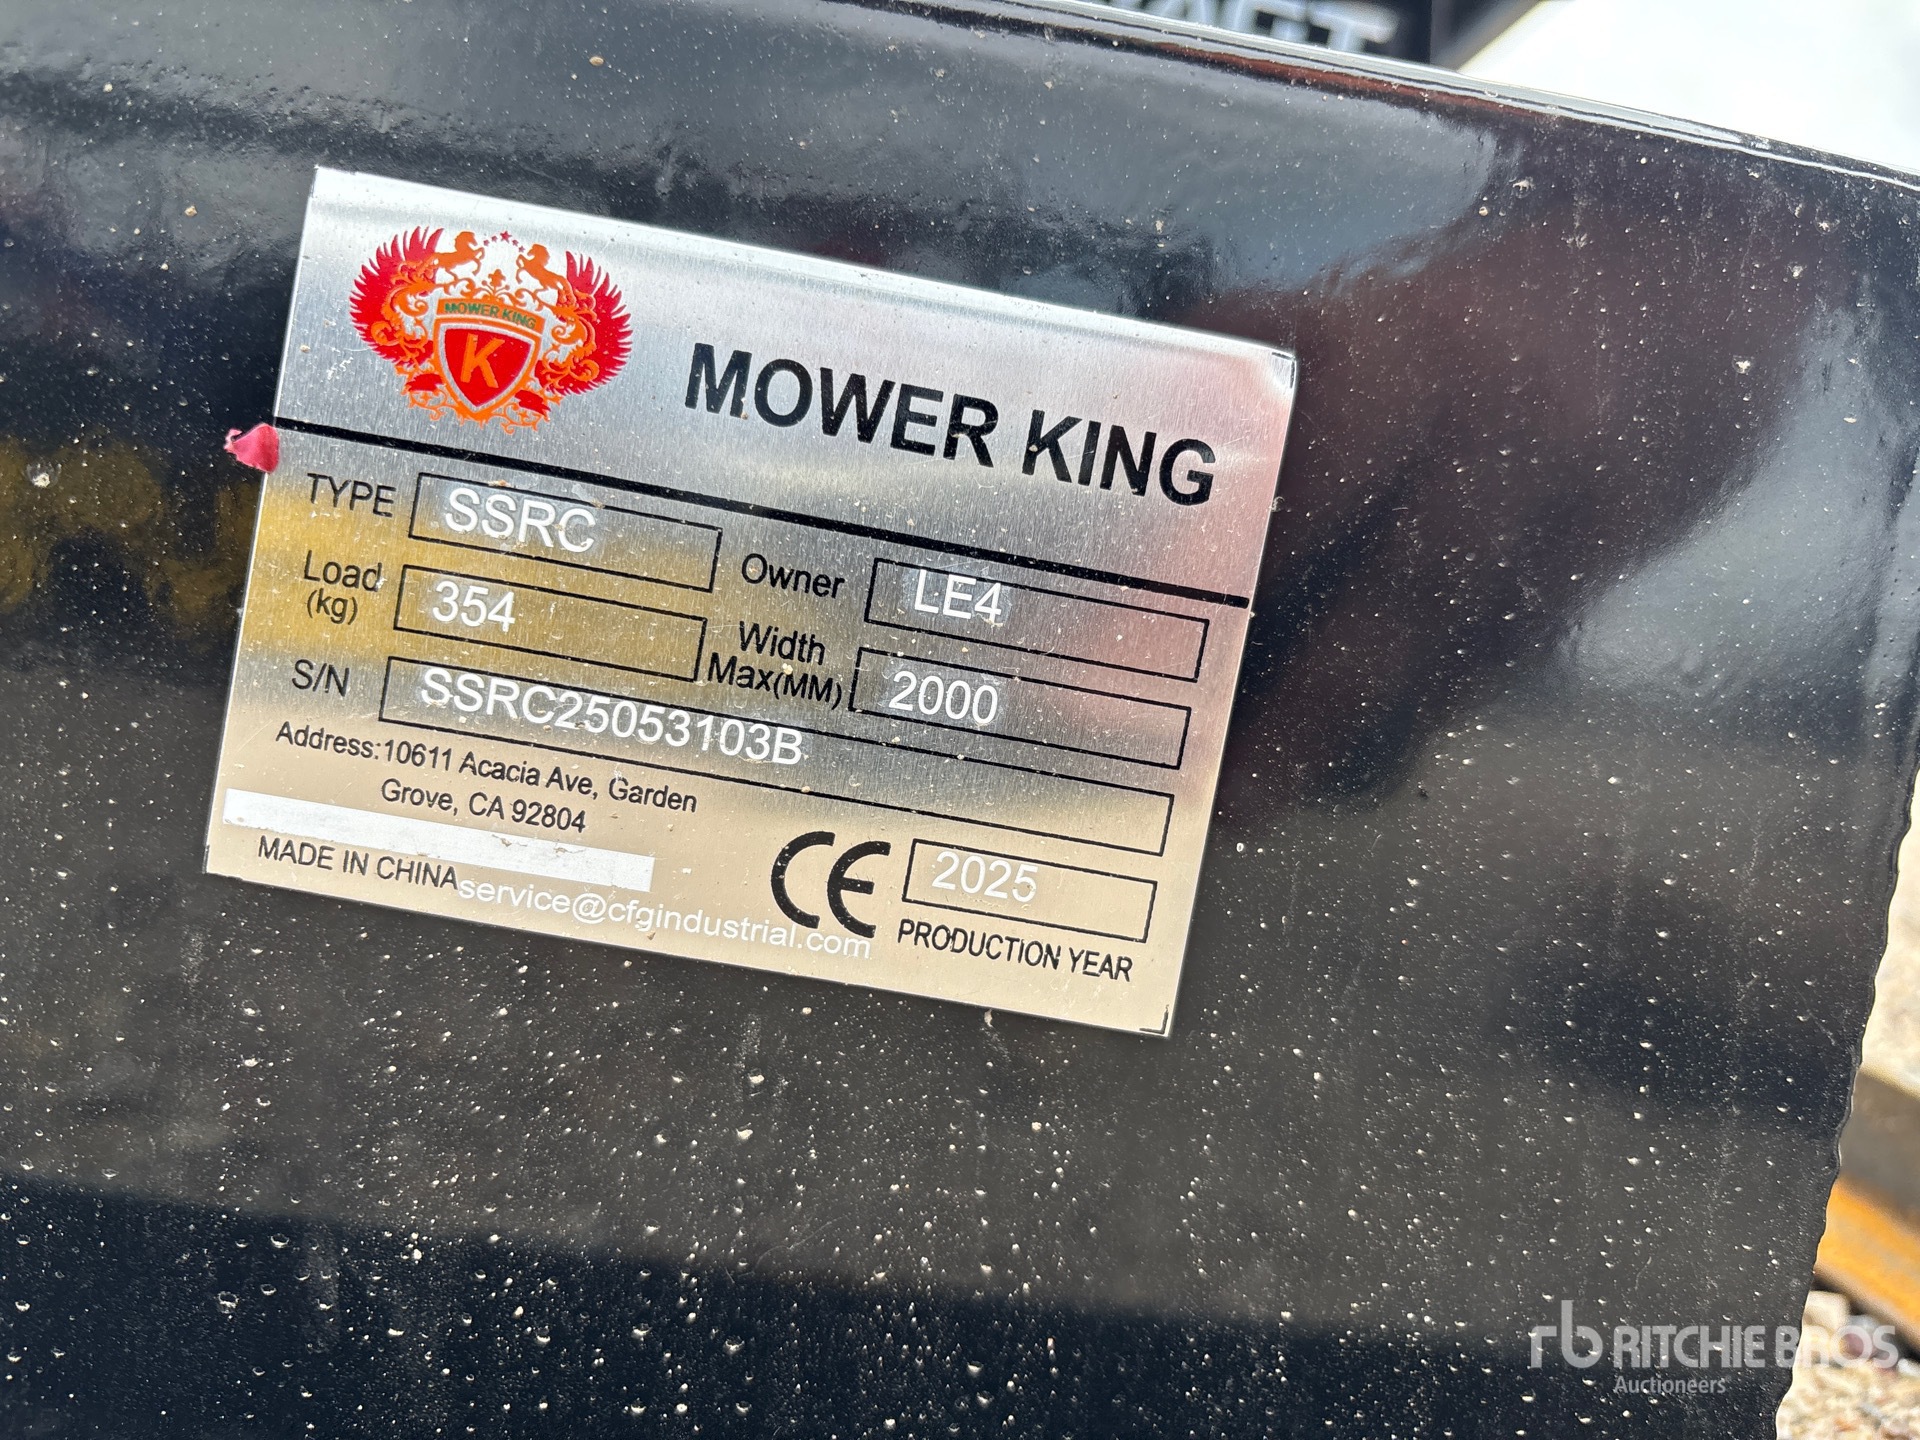 MOWER KING
K
MOWER KING
TYPE SSRC Owner LE4
Load (kg) 354 Width Max(MM) 2000
S/N SSRC25053103B
Address:10611 Acacia Ave, Garden
Grove, CA 92804
MADE IN CHINA
service@cfgindustrial.com
CE 2025
PRODUCTION YEAR
rb RITCHIE BROS.
Auctioneers